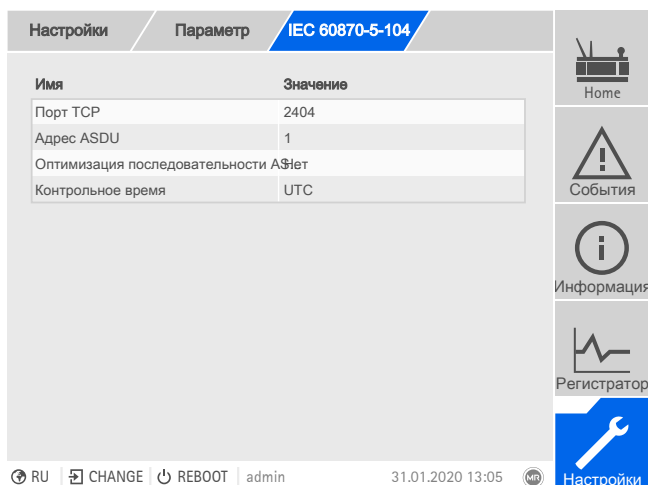 Настройки Параметр IEC 60870-5-104
Имя Значение
Порт TCP 2404
Адрес ASDU 1
Оптимизация последовательности AS Нет
Контрольное время UTC
Home
События
Информация
Регистратор
Настройки
RU CHANGE REBOOT admin 31.01.2020 13:05 MR